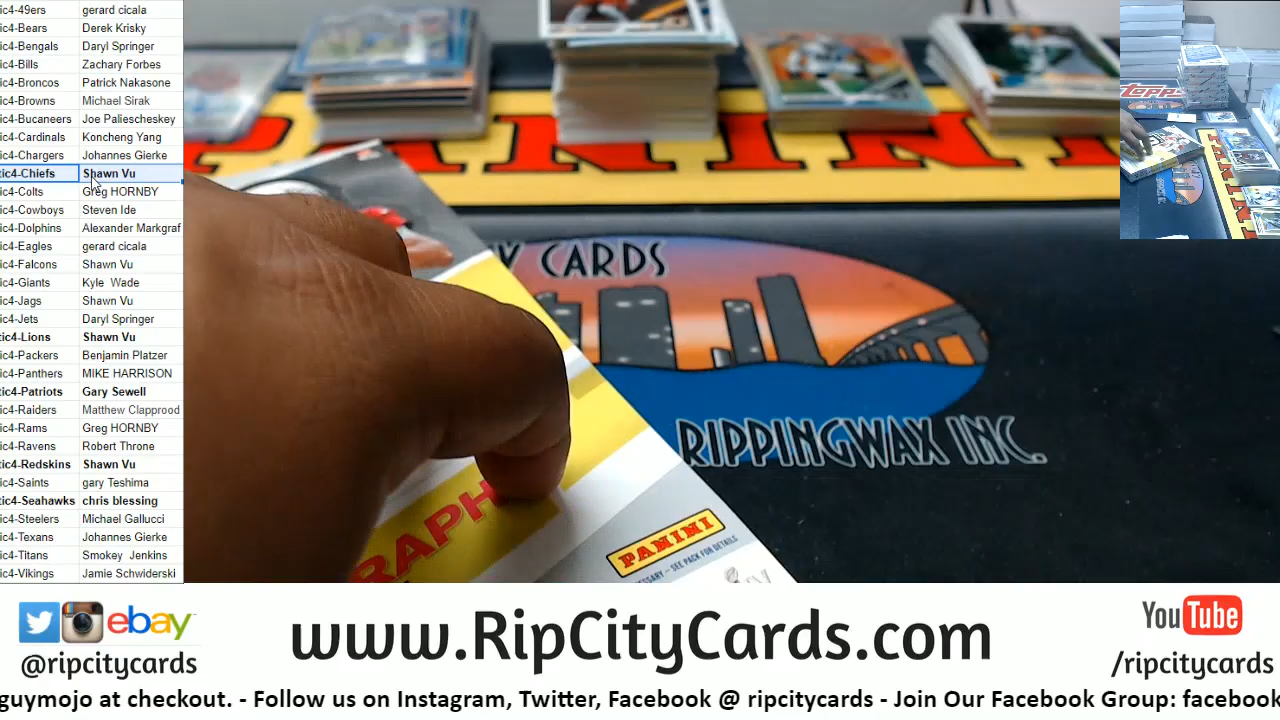 ic4-49ers gerard cicala
ic4-Bears Derek Krisky
ic4-Bengals Daryl Springer
ic4-Bills Zachary Forbes
ic4-Broncos Patrick Nakasone
ic4-Browns Michael Sirak
ic4-Bucaneers Joe Paliescheskey
ic4-Cardinals Koncheng Yang
ic4-Chargers Johannes Gierke
tic4-Chiefs Shawn Vu
ic4-Colts Greg HORNBY
ic4-Cowboys Steven Ide
ic4-Dolphins Alexander Markgraf
ic4-Eagles gerard cicala
ic4-Falcons Shawn Vu
ic4-Giants Kyle Wade
ic4-Jags Shawn Vu
ic4-Jets Daryl Springer
tic4-Lions Shawn Vu
ic4-Packers Benjamin Platzer
ic4-Panthers MIKE HARRISON
tic4-Patriots Gary Sewell
ic4-Raiders Matthew Clapprood
ic4-Rams Greg HORNBY
ic4-Ravens Robert Throne
tic4-Redskins Shawn Vu
ic4-Saints gary Teshima
tic4-Seahawks chris blessing
ic4-Steelers Michael Gallucci
ic4-Texans Johannes Gierke
ic4-Titans Smokey Jenkins
ic4-Vikings Jamie Schwiderski
PANINI
TOPPS
Y CARDS
RIPPINGWAX INC.
RAPH
PANINI
ESSARY – SEE PACK FOR DETAILS
ebay
@ripcitycards
www.RipCityCards.com
YouTube
/ripcitycards
guymojo at checkout. - Follow us on Instagram, Twitter, Facebook @ ripcitycards - Join Our Facebook Group: facebook